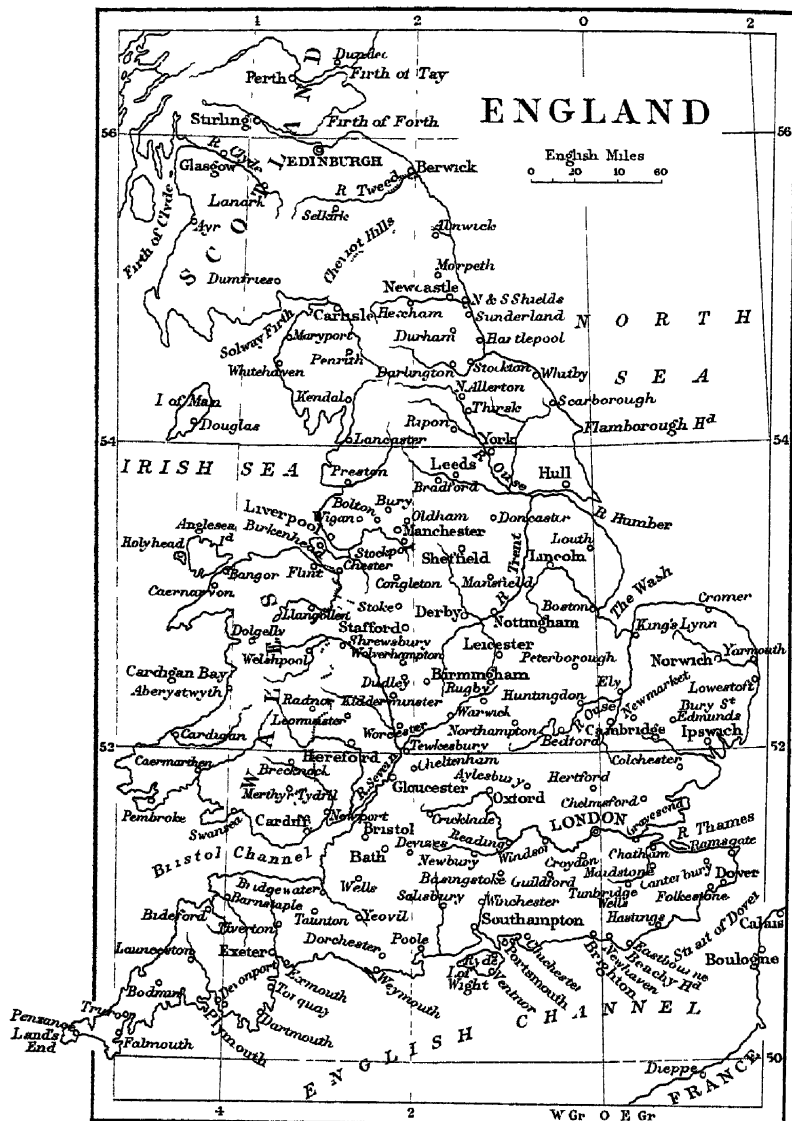 4 2 0 2
Dundee
Perth
Firth of Tay
Stirling
Firth of Forth
56
ENGLAND
56
R Clyde
EDINBURGH
English Miles
10 0 20 40 60
Glasgow
Berwick
R Tweed
Lanark
Selkirk
Firth of Clyde
SCOTLAND
Ayr
Alnwick
Cheviot Hills
Morpeth
Dumfries
Newcastle
N & S Shields
Solway Firth
Carlisle
Hexham
Sunderland
NORTH SEA
Maryport
Durham
Hartlepool
Penrith
Whitehaven
Darlington
Stockton
Whitby
N Allerton
Kendal
I of Man
Thirsk
Scarborough
Douglas
Ripon
Flamborough Hd
54
Lancaster
York
54
IRISH SEA
Leeds
R Ouse
Preston
Bradford
Hull
Bury
R Humber
Liverpool
Bolton
Oldham
Doncaster
Wigan
Anglesea Id
Birkenhe
Manchester
Louth
Holyhead
Stockpt
Sheffield
R Trent
Lincoln
Bangor
Flint
Chester
Caernarvon
Congleton
Mansfield
The Wash
Cromer
Llangollen
Stoke
Derby
Boston
Stafford
Nottingham
King's Lynn
Dolgelly
Shrewsbury
Leicester
Welshpool
Wolverhampton
Peterborough
Norwich
Yarmouth
Cardigan Bay
Birmingham
Ely
Aberystwyth
Dudley
Rugby
Newmarket
Lowestoft
WALES
Radnor
Kidderminster
Huntingdon
Bury St Edmunds
Leominster
Warwick
R Ouse
Cardigan
Worcester
Northampton
Cambridge
Ipswich
52
Hereford
Tewkesbury
Bedford
52
Caermarthen
Brecknock
Cheltenham
Colchester
R Severn
Aylesbury
Hertford
Merthyr Tydfil
Gloucester
Oxford
Chelmsford
Pembroke
Swansea
Cardiff
Newport
Cricklade
LONDON
Gravesend
Bristol
Reading
R Thames
Bristol Channel
Devizes
Windsor
Chatham
Ramsgate
Bath
Newbury
Croydon
Maidstone
Canterbury
Dover
Bridgewater
Wells
Basingstoke
Guildford
Tunbridge Wells
Folkestone
Barnstaple
Salisbury
Winchester
Bideford
Taunton
Yeovil
Southampton
Hastings
Calais
Tiverton
Strait of Dover
Launceston
Exeter
Dorchester
Poole
Chichester
Eastbourne
Boulogne
Ryde
Portsmouth
Newhaven
Beachy Hd
Devonport
Exmouth
I of Wight
Brighton
Bodmin
Torquay
Weymouth
Ventnor
Truro
Penzance
Plymouth
Dartmouth
ENGLISH CHANNEL
Land's End
Falmouth
50
Dieppe
FRANCE
4 2 W Gr O E Gr